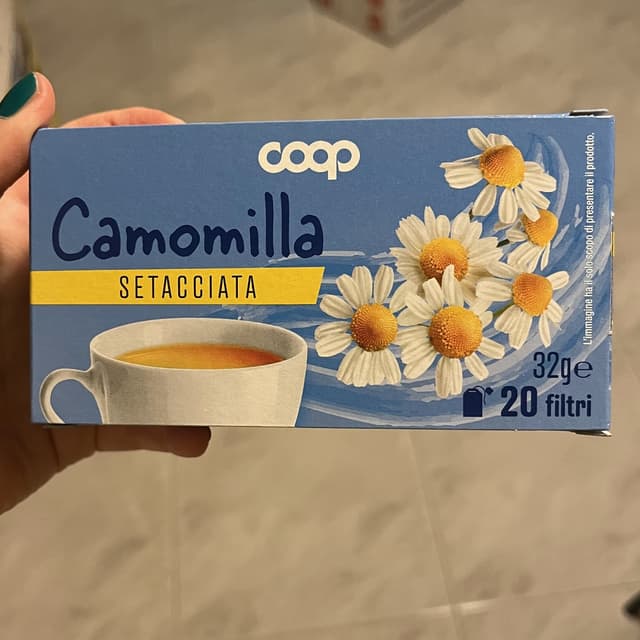 coop
Camomilla
SETACCIATA
32g℮
20 filtri
L'immagine ha il solo scopo di presentare il prodotto.